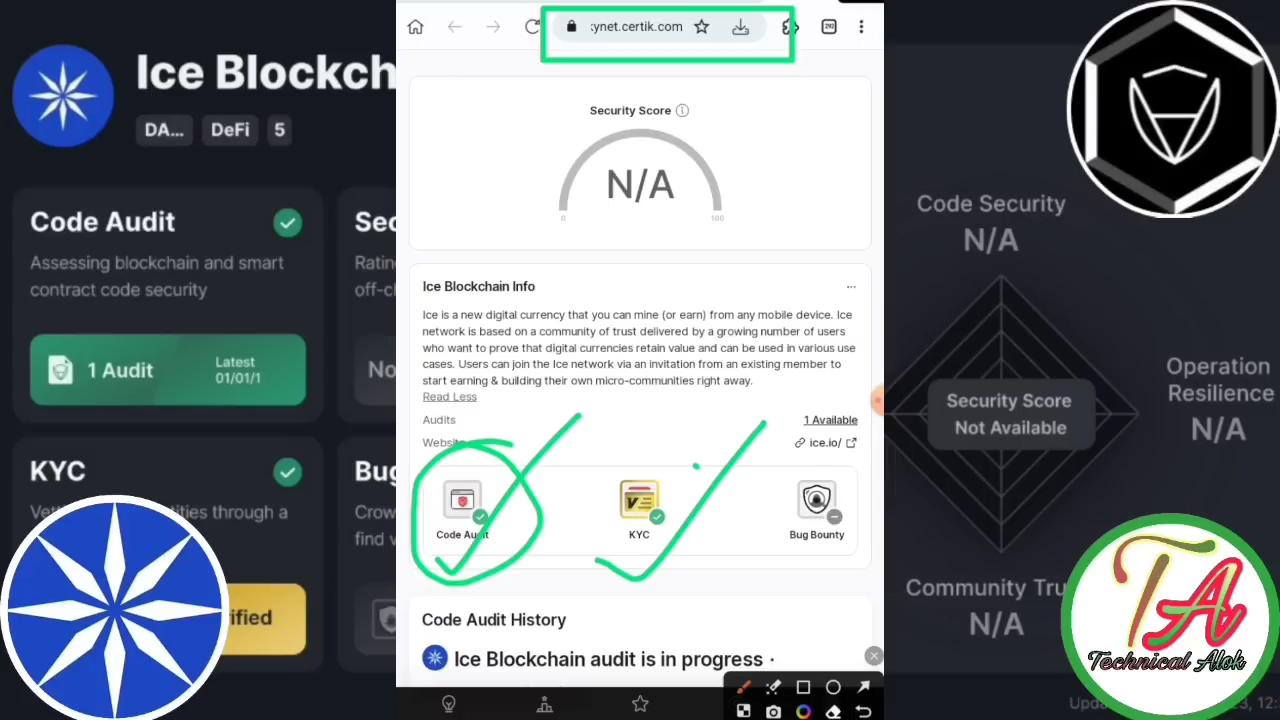 Ice Blockch
DA... DeFi 5
Code Audit
Assessing blockchain and smart
contract code security
1 Audit
Latest
01/01/1
KYC
through a
rified
Sec
Ratin
off-c
No
Bug
Crow
find v
kynet.certik.com
Security Score
N/A
0 100
Ice Blockchain Info
Ice is a new digital currency that you can mine (or earn) from any mobile device. Ice
network is based on a community of trust delivered by a growing number of users
who want to prove that digital currencies retain value and can be used in various use
cases. Users can join the Ice network via an invitation from an existing member to
start earning & building their own micro-communities right away.
Read Less
Audits 1 Available
Website ice.io/
Code Audit KYC Bug Bounty
Code Audit History
Ice Blockchain audit is in progress ·
Code Security
N/A
Security Score
Not Available
Operation
Resilience
N/A
Community Tru
N/A
TA
Technical Alok